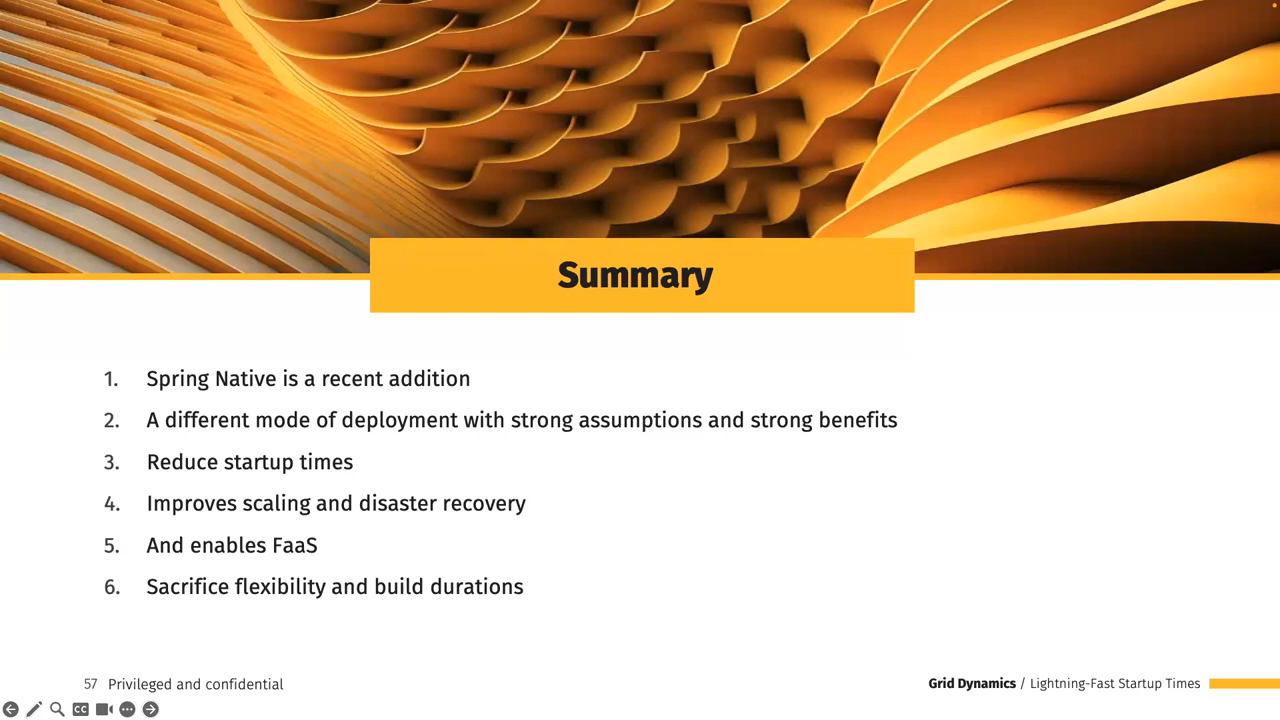 Summary
1. Spring Native is a recent addition
2. A different mode of deployment with strong assumptions and strong benefits
3. Reduce startup times
4. Improves scaling and disaster recovery
5. And enables FaaS
6. Sacrifice flexibility and build durations
57 Privileged and confidential
Grid Dynamics / Lightning-Fast Startup Times
CC